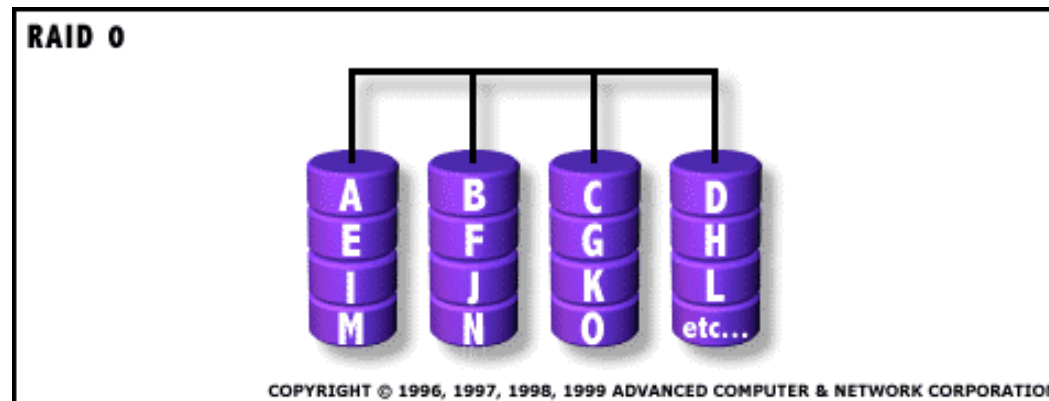 RAID 0
A B C D
E F G H
I J K L
M N O etc...
COPYRIGHT © 1996, 1997, 1998, 1999 ADVANCED COMPUTER & NETWORK CORPORATIO